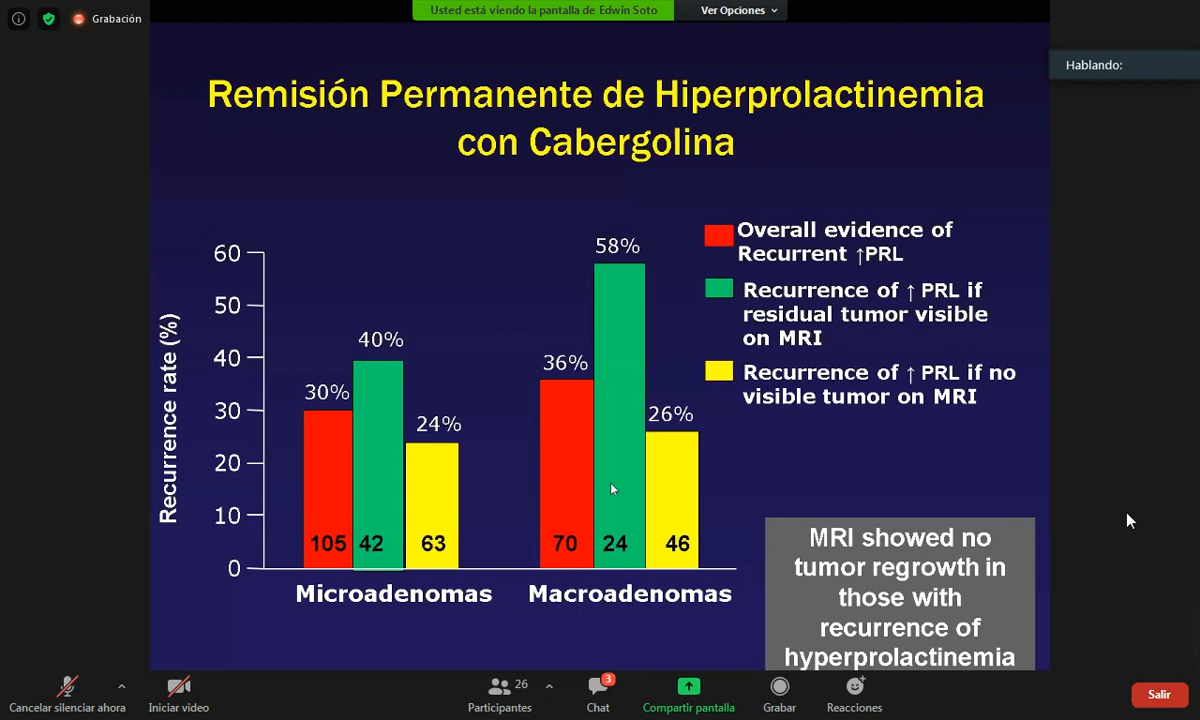 Grabación
Usted está viendo la pantalla de Edwin Soto
Ver Opciones
Hablando:
Remisión Permanente de Hiperprolactinemia
con Cabergolina
Recurrence rate (%)
60
50
40
30
20
10
0
30%
40%
24%
36%
58%
26%
105
42
63
70
24
46
Microadenomas
Macroadenomas
Overall evidence of
Recurrent ↑PRL
Recurrence of ↑ PRL if
residual tumor visible
on MRI
Recurrence of ↑ PRL if no
visible tumor on MRI
MRI showed no
tumor regrowth in
those with
recurrence of
hyperprolactinemia
Cancelar silenciar ahora
Iniciar video
26
Participantes
3
Chat
Compartir pantalla
Grabar
Reacciones
Salir